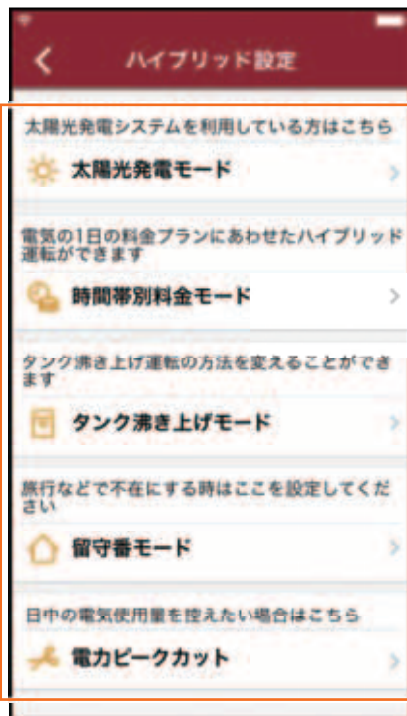 ハイブリッド設定
太陽光発電システムを利用している方はこちら
太陽光発電モード
電気の1日の料金プランにあわせたハイブリッド
運転ができます
時間帯別料金モード
タンク沸き上げ運転の方法を変えることができ
ます
タンク沸き上げモード
旅行などで不在にする時はここを設定してくだ
さい
留守番モード
日中の電気使用量を控えたい場合はこちら
電力ピークカット